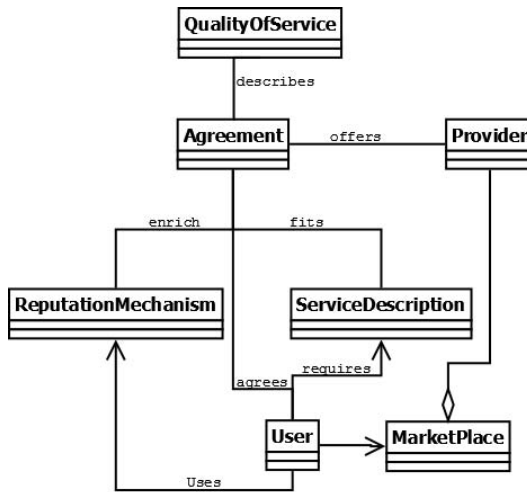 QualityOfService
describes
Agreement
offers
Provider
enrich
fits
ReputationMechanism
ServiceDescription
agrees
requires
User
MarketPlace
Uses